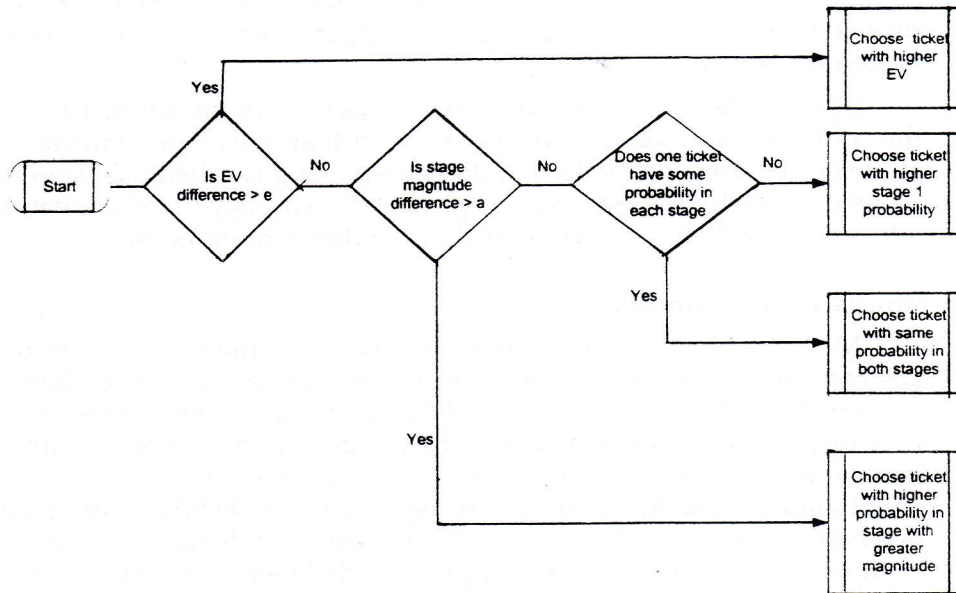 Choose ticket
with higher
EV
Yes
Start
Is EV
difference > e
No
Is stage
magntude
difference > a
No
Does one ticket
have some
probability in
each stage
No
Choose ticket
with higher
stage 1
probability
Yes
Choose ticket
with same
probability in
both stages
Yes
Choose ticket
with higher
probability in
stage with
greater
magnitude